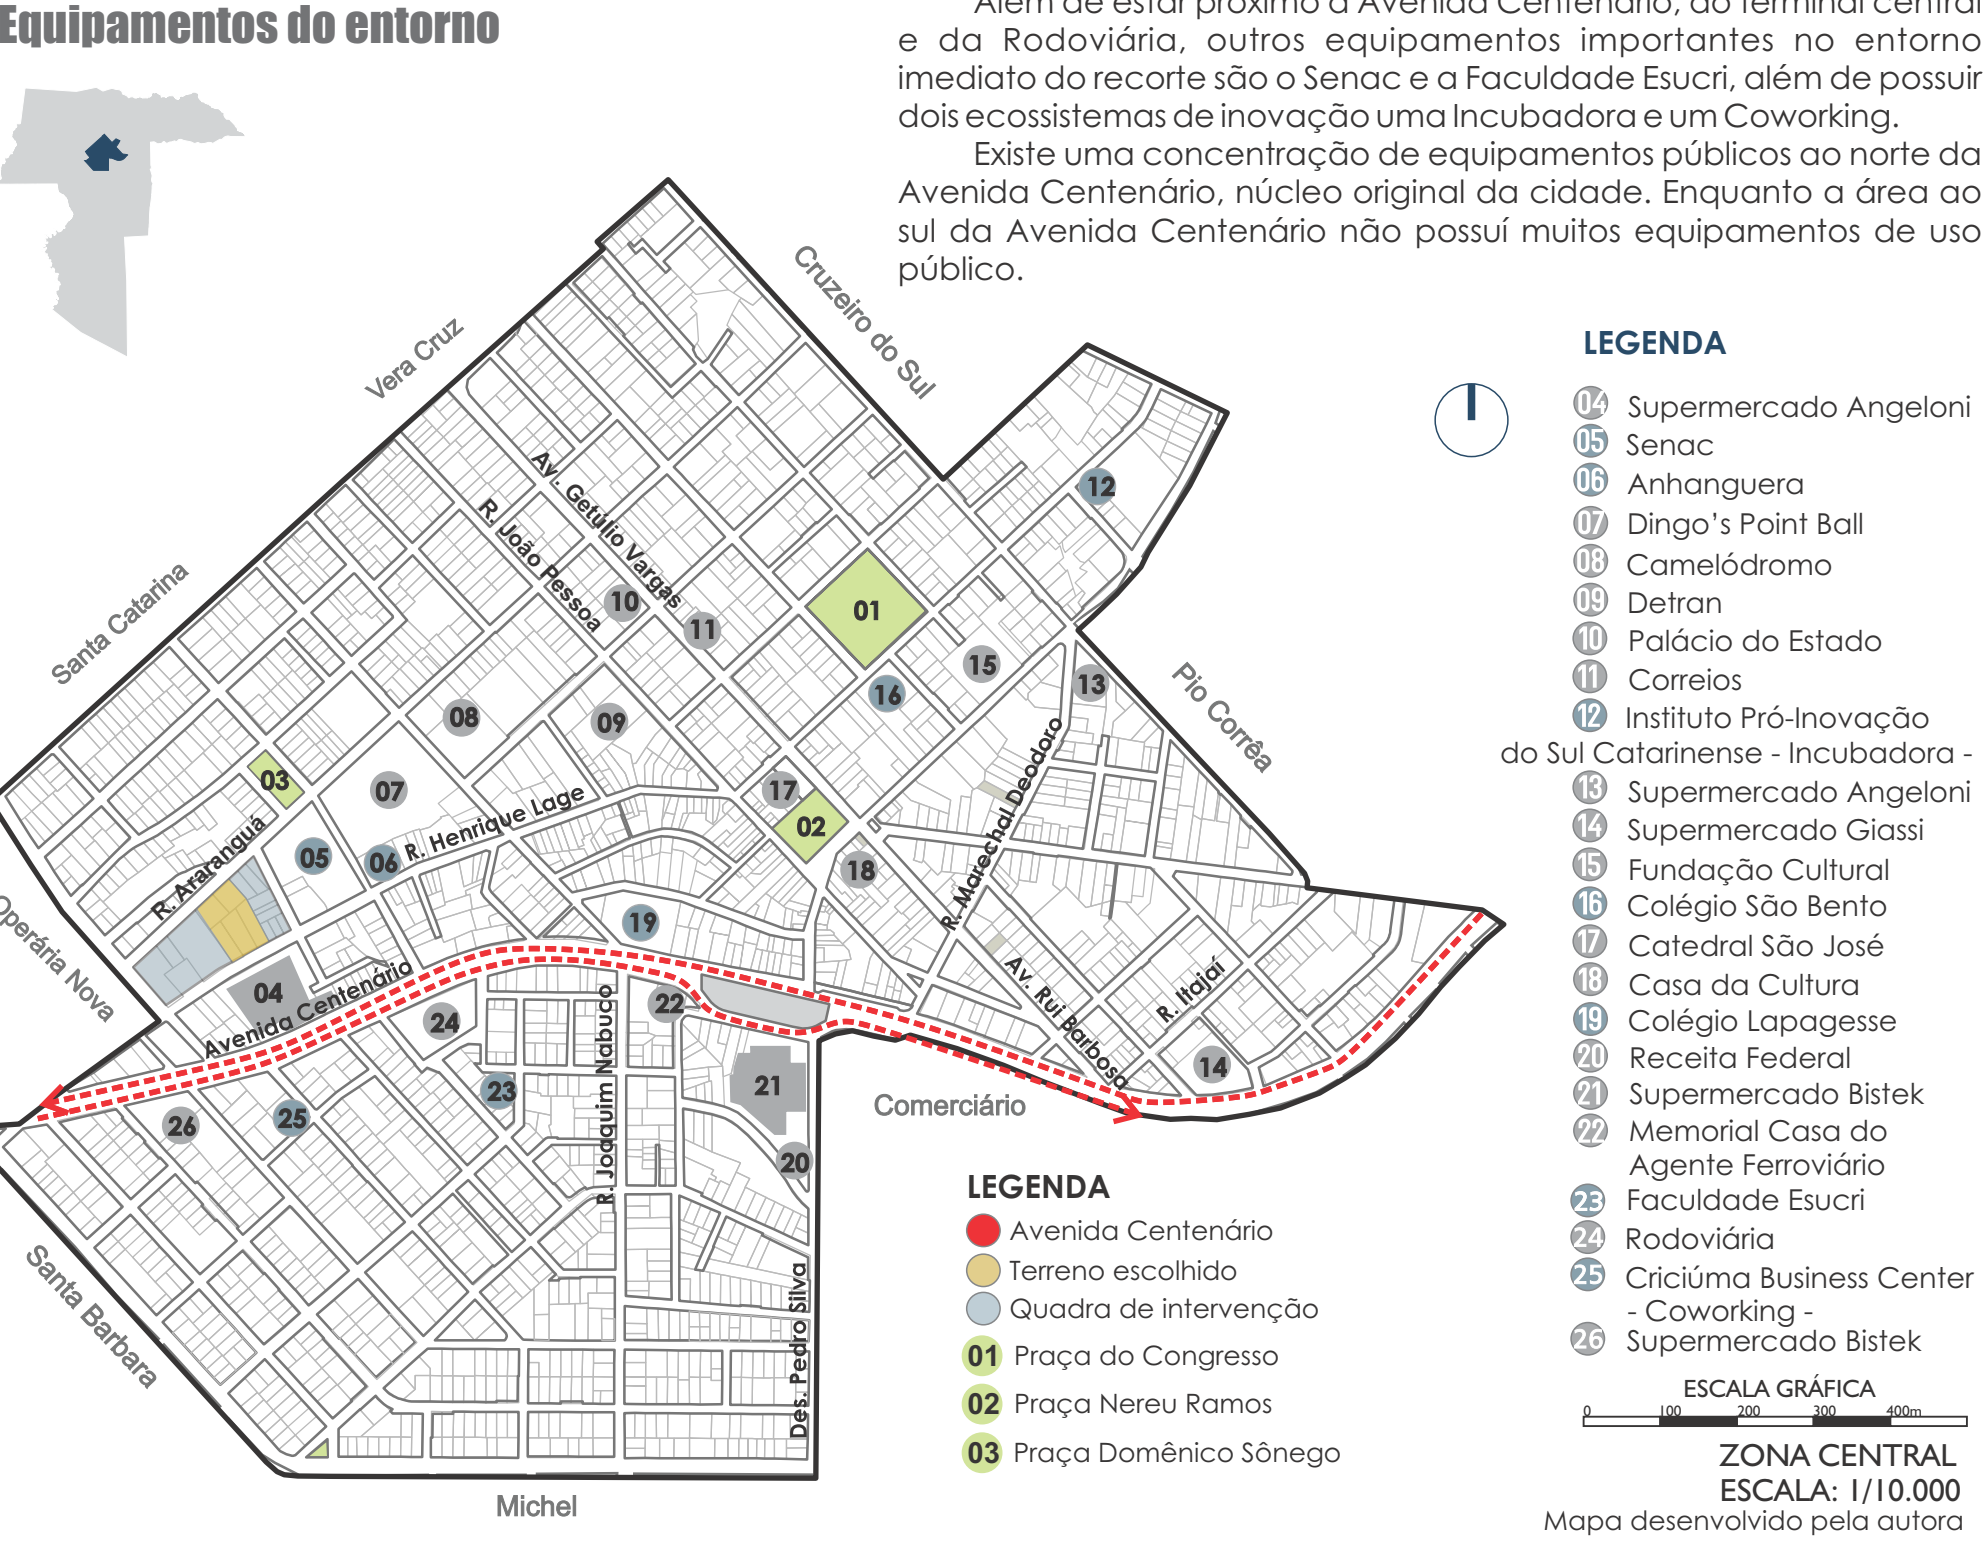 Equipamentos do entorno
Além de estar próximo a Avenida Centenário, do terminal central
e da Rodoviária, outros equipamentos importantes no entorno
imediato do recorte são o Senac e a Faculdade Esucri, além de possuir
dois ecossistemas de inovação uma Incubadora e um Coworking.
Existe uma concentração de equipamentos públicos ao norte da
Avenida Centenário, núcleo original da cidade. Enquanto a área ao
sul da Avenida Centenário não possuí muitos equipamentos de uso
público.
Cruzeiro do Sul
Vera Cruz
Santa Catarina
Operária Nova
Pio Corrêa
Comerciário
Santa Barbara
Michel
Av. Getúlio Vargas
R. João Pessoa
R. Henrique Lage
R. Araranguá
Avenida Centenário
R. Marechal Deodoro
Av. Rui Barbosa
R. Itajaí
R. Joaquim Nabuco
Des. Pedro Silva
12
10
11
01
15
16
13
08
09
03
07
17
02
05
06
18
19
04
22
24
14
21
23
25
26
20
LEGENDA
Avenida Centenário
Terreno escolhido
Quadra de intervenção
01 Praça do Congresso
02 Praça Nereu Ramos
03 Praça Domênico Sônego
LEGENDA
04 Supermercado Angeloni
05 Senac
06 Anhanguera
07 Dingo's Point Ball
08 Camelódromo
09 Detran
10 Palácio do Estado
11 Correios
12 Instituto Pró-Inovação
do Sul Catarinense - Incubadora -
13 Supermercado Angeloni
14 Supermercado Giassi
15 Fundação Cultural
16 Colégio São Bento
17 Catedral São José
18 Casa da Cultura
19 Colégio Lapagesse
20 Receita Federal
21 Supermercado Bistek
22 Memorial Casa do
Agente Ferroviário
23 Faculdade Esucri
24 Rodoviária
25 Criciúma Business Center
- Coworking -
26 Supermercado Bistek
ESCALA GRÁFICA
0 100 200 300 400m
ZONA CENTRAL
ESCALA: 1/10.000
Mapa desenvolvido pela autora